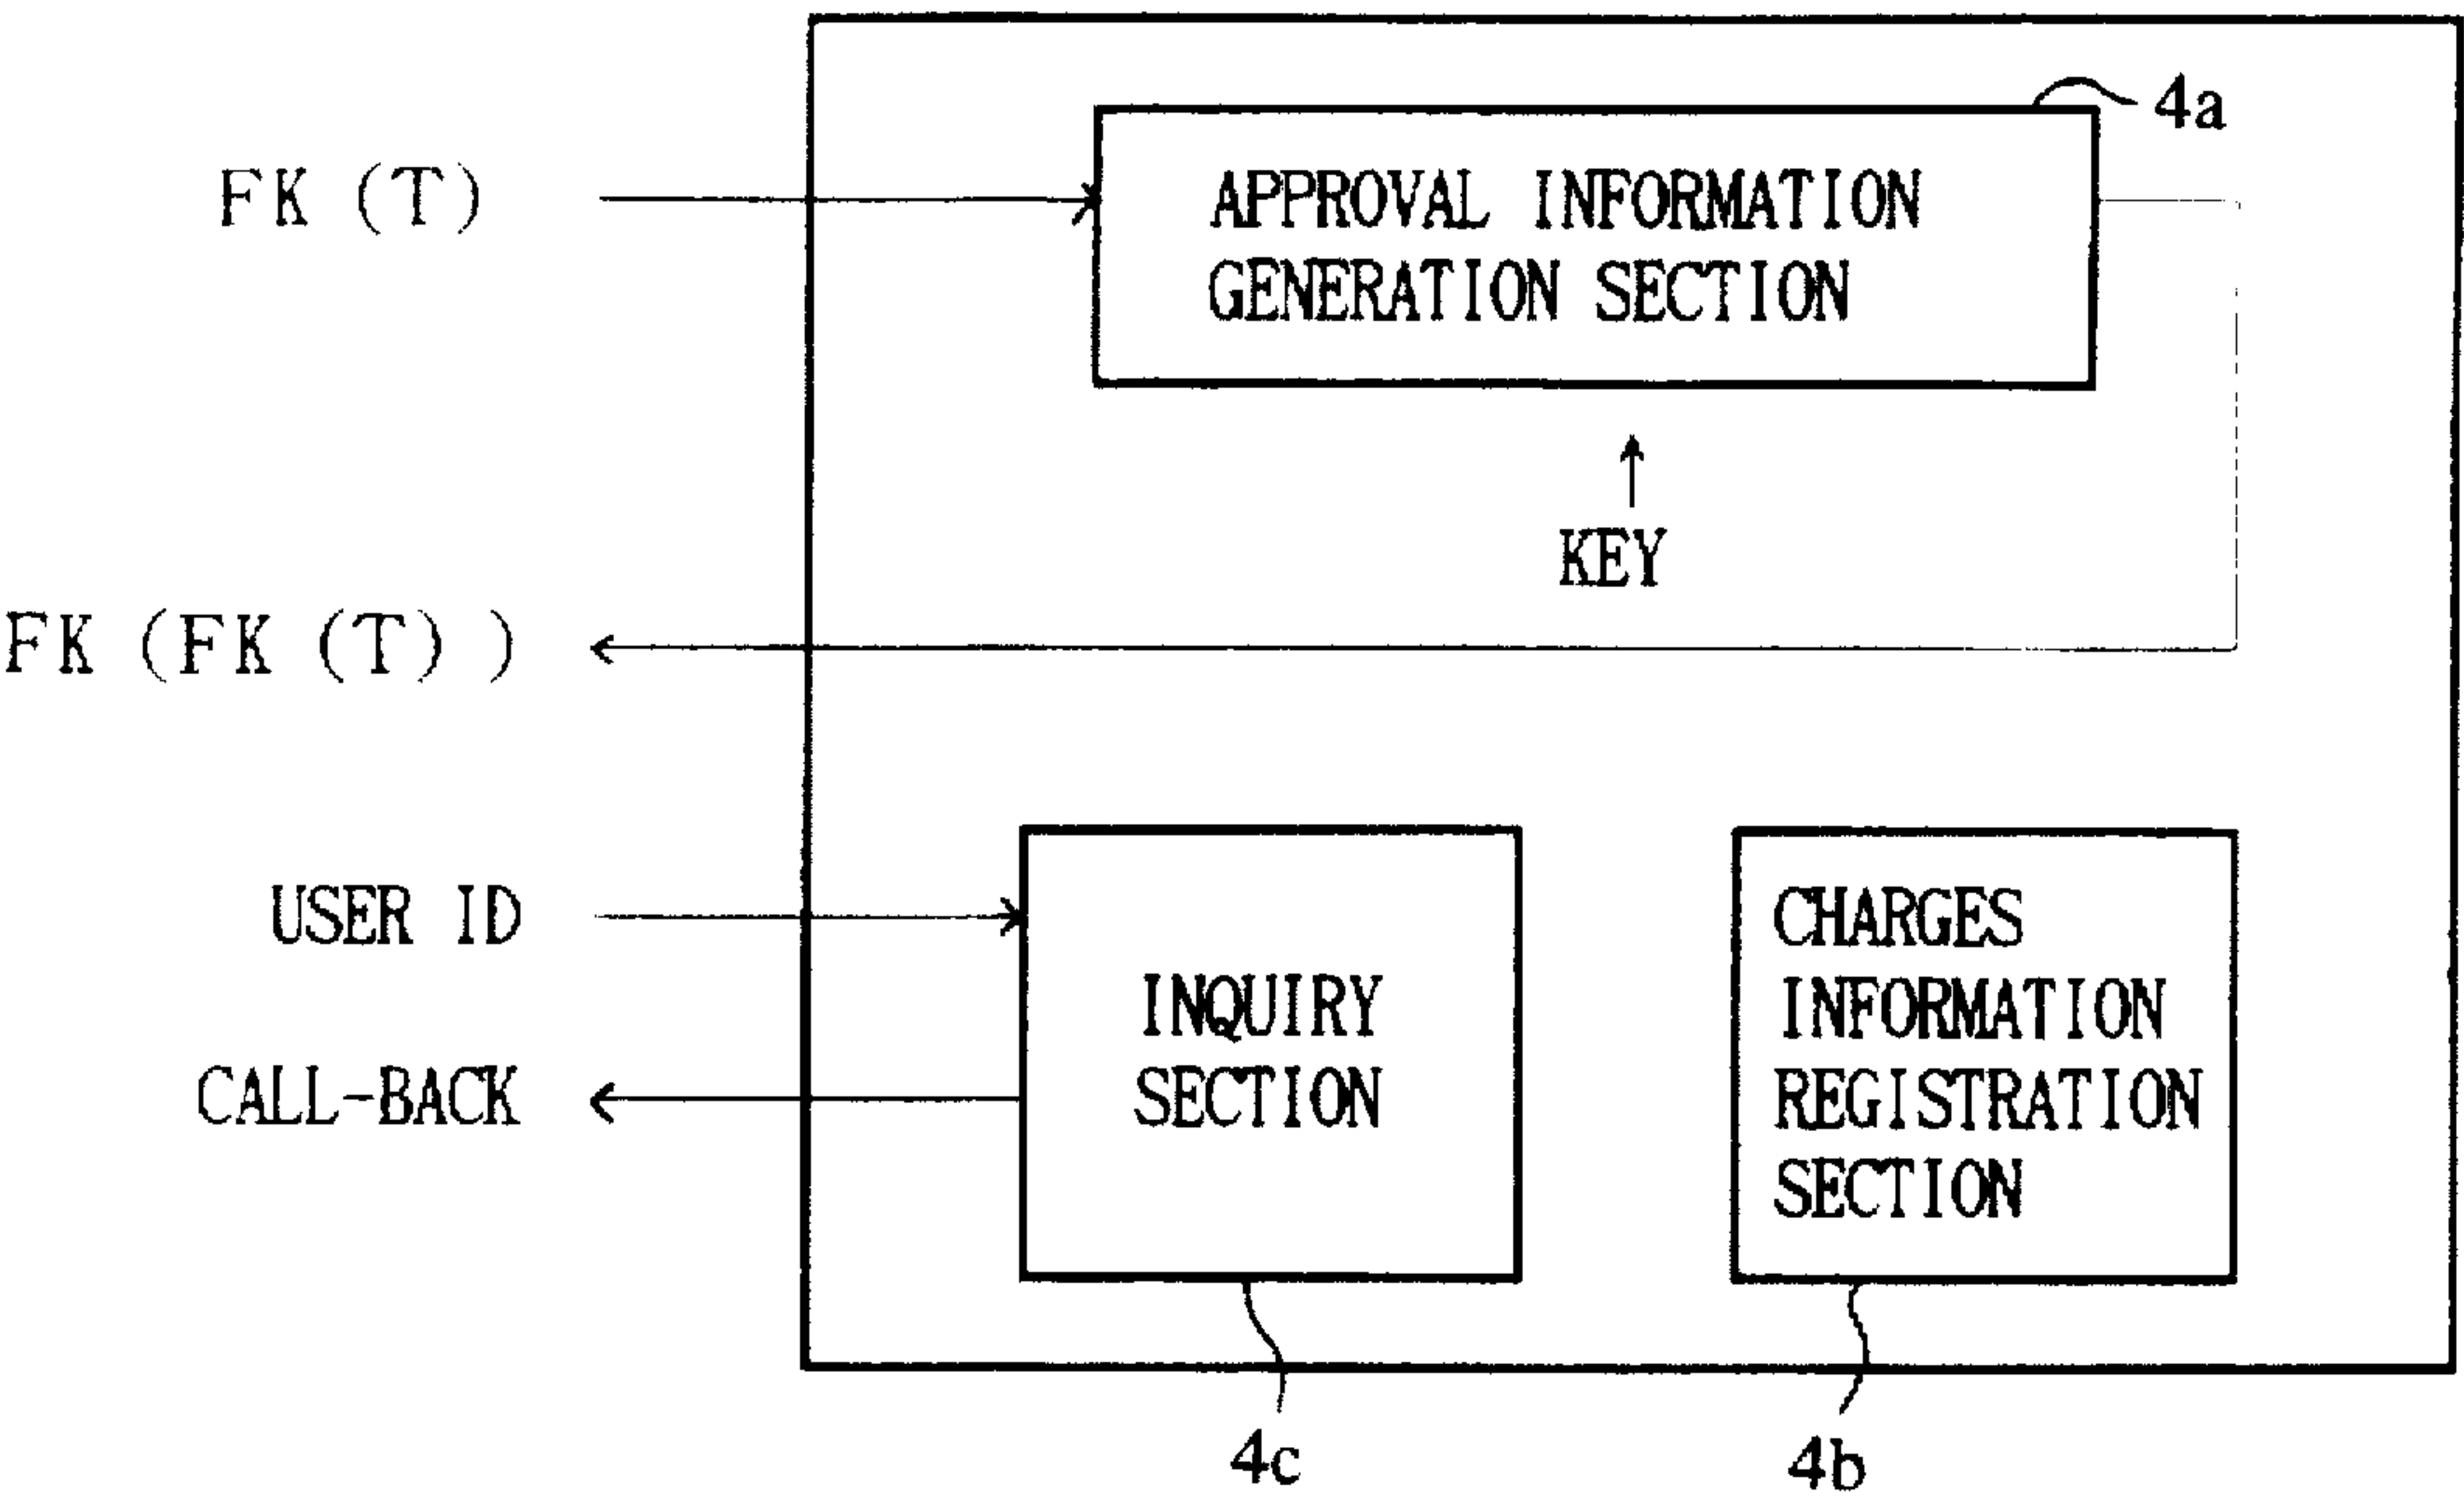 4a
FK (T)
APPROVAL INFORMATION
GENERATION SECTION
KEY
FK (FK (T) )
USER ID
CALL-BACK
INQUIRY
SECTION
CHARGES
INFORMATION
REGISTRATION
SECTION
4c
4b